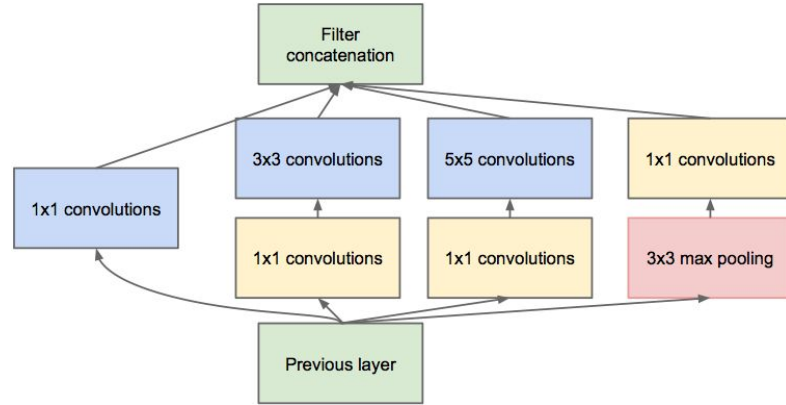 Filter
concatenation
3x3 convolutions
5x5 convolutions
1x1 convolutions
1x1 convolutions
1x1 convolutions
1x1 convolutions
3x3 max pooling
Previous layer